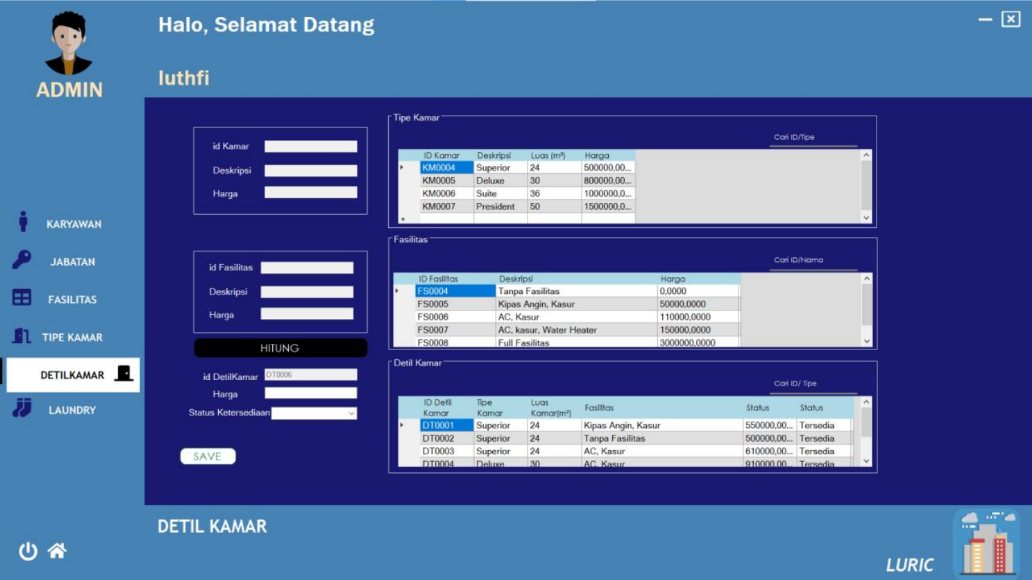 Halo, Selamat Datang
luthfi
ADMIN
KARYAWAN
JABATAN
FASILITAS
TIPE KAMAR
DETILKAMAR
LAUNDRY
id Kamar
Deskripsi
Harga
id Fasilitas
Deskripsi
Harga
HITUNG
id DetilKamar DT0006
Harga
Status Ketersediaan
SAVE
Tipe Kamar
Cari ID/Tipe
ID Kamar Deskripsi Luas (m²) Harga
KM0004 Superior 24 500000,00...
KM0005 Deluxe 30 800000,00...
KM0006 Suite 36 1000000,0...
KM0007 President 50 1500000,0...
Fasilitas
Cari ID/Nama
ID Fasilitas Deskripsi Harga
FS0004 Tanpa Fasilitas 0,0000
FS0005 Kipas Angin, Kasur 50000,0000
FS0006 AC, Kasur 110000,0000
FS0007 AC, kasur, Water Heater 150000,0000
FS0008 Full Fasilitas 3000000,0000
Detil Kamar
Cari ID/ Tipe
ID Detil Kamar Tipe Kamar Luas Kamar(m²) Fasilitas Status Status
DT0001 Superior 24 Kipas Angin, Kasur 550000,00... Tersedia
DT0002 Superior 24 Tanpa Fasilitas 500000,00... Tersedia
DT0003 Superior 24 AC, Kasur 610000,00... Tersedia
DT0004 Deluxe 30 AC, Kasur 910000,00... Tersedia
DETIL KAMAR
LURIC